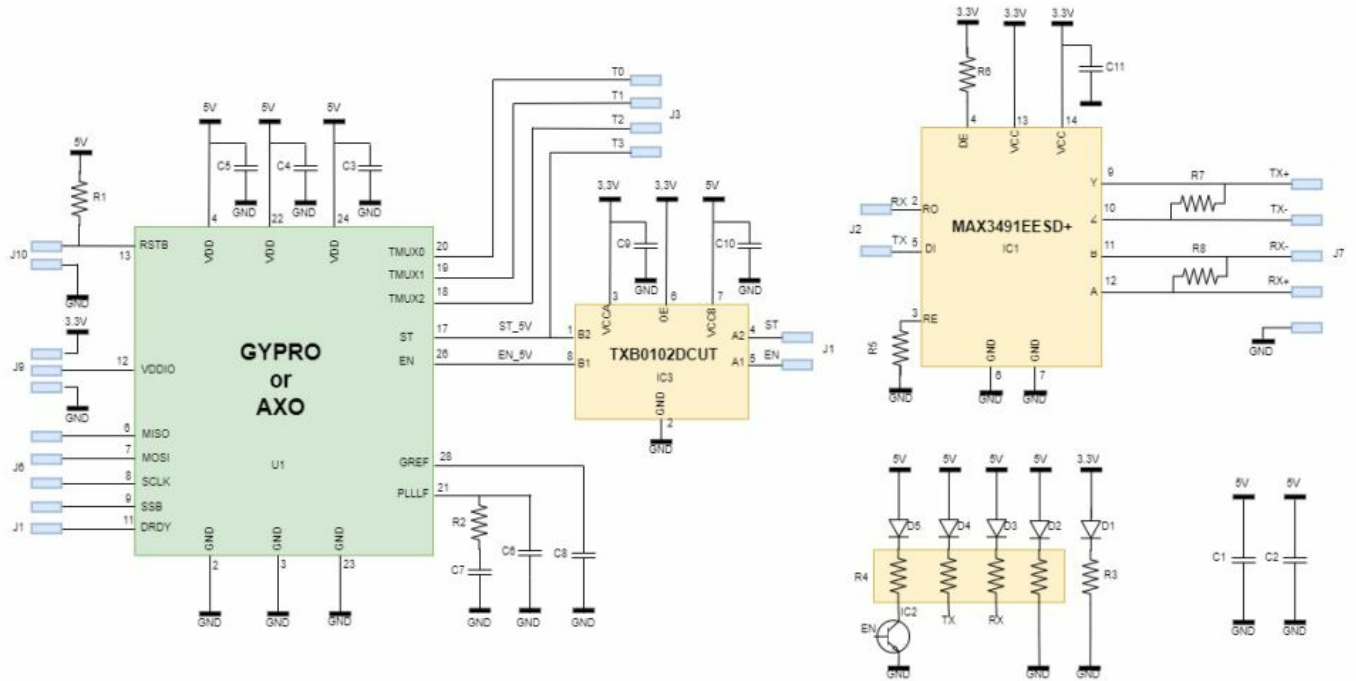 5V
R1
J10
RSTB
13
GND
3.3V
J9
VDDIO
12
GND
J6
MISO
6
MOSI
7
SCLK
8
SSB
9
J1
DRDY
11
5V
5V
5V
C5
C4
C3
GND
GND
GND
4
22
24
VDD
VDD
VDD
GYPRO
or
AXO
U1
TMUX0
20
TMUX1
19
TMUX2
18
ST
17
EN
26
GREF
28
PLLLF
21
GND
GND
GND
2
3
23
GND
GND
GND
R2
C7
C6
C8
GND
GND
GND
T0
T1
T2
T3
J3
ST_5V
EN_5V
3.3V
3.3V
5V
C9
C10
GND
GND
3
6
7
VCCA
OE
VCCB
1
B2
8
B1
TXB0102DCUT
IC3
A2
4
ST
A1
5
EN
J1
GND
2
GND
3.3V
3.3V
3.3V
R6
C11
GND
4
13
14
DE
VCC
VCC
J2
RX
2
RO
TX
5
DI
MAX3491EESD+
IC1
3
RE
R5
GND
GND
GND
6
7
GND
GND
Y
9
Z
10
B
11
A
12
R7
R8
TX+
TX-
RX-
RX+
J7
GND
5V
5V
5V
5V
3.3V
D5
D4
D3
D2
D1
R4
R3
IC2
TX
RX
EN
GND
GND
GND
5V
5V
C1
C2
GND
GND